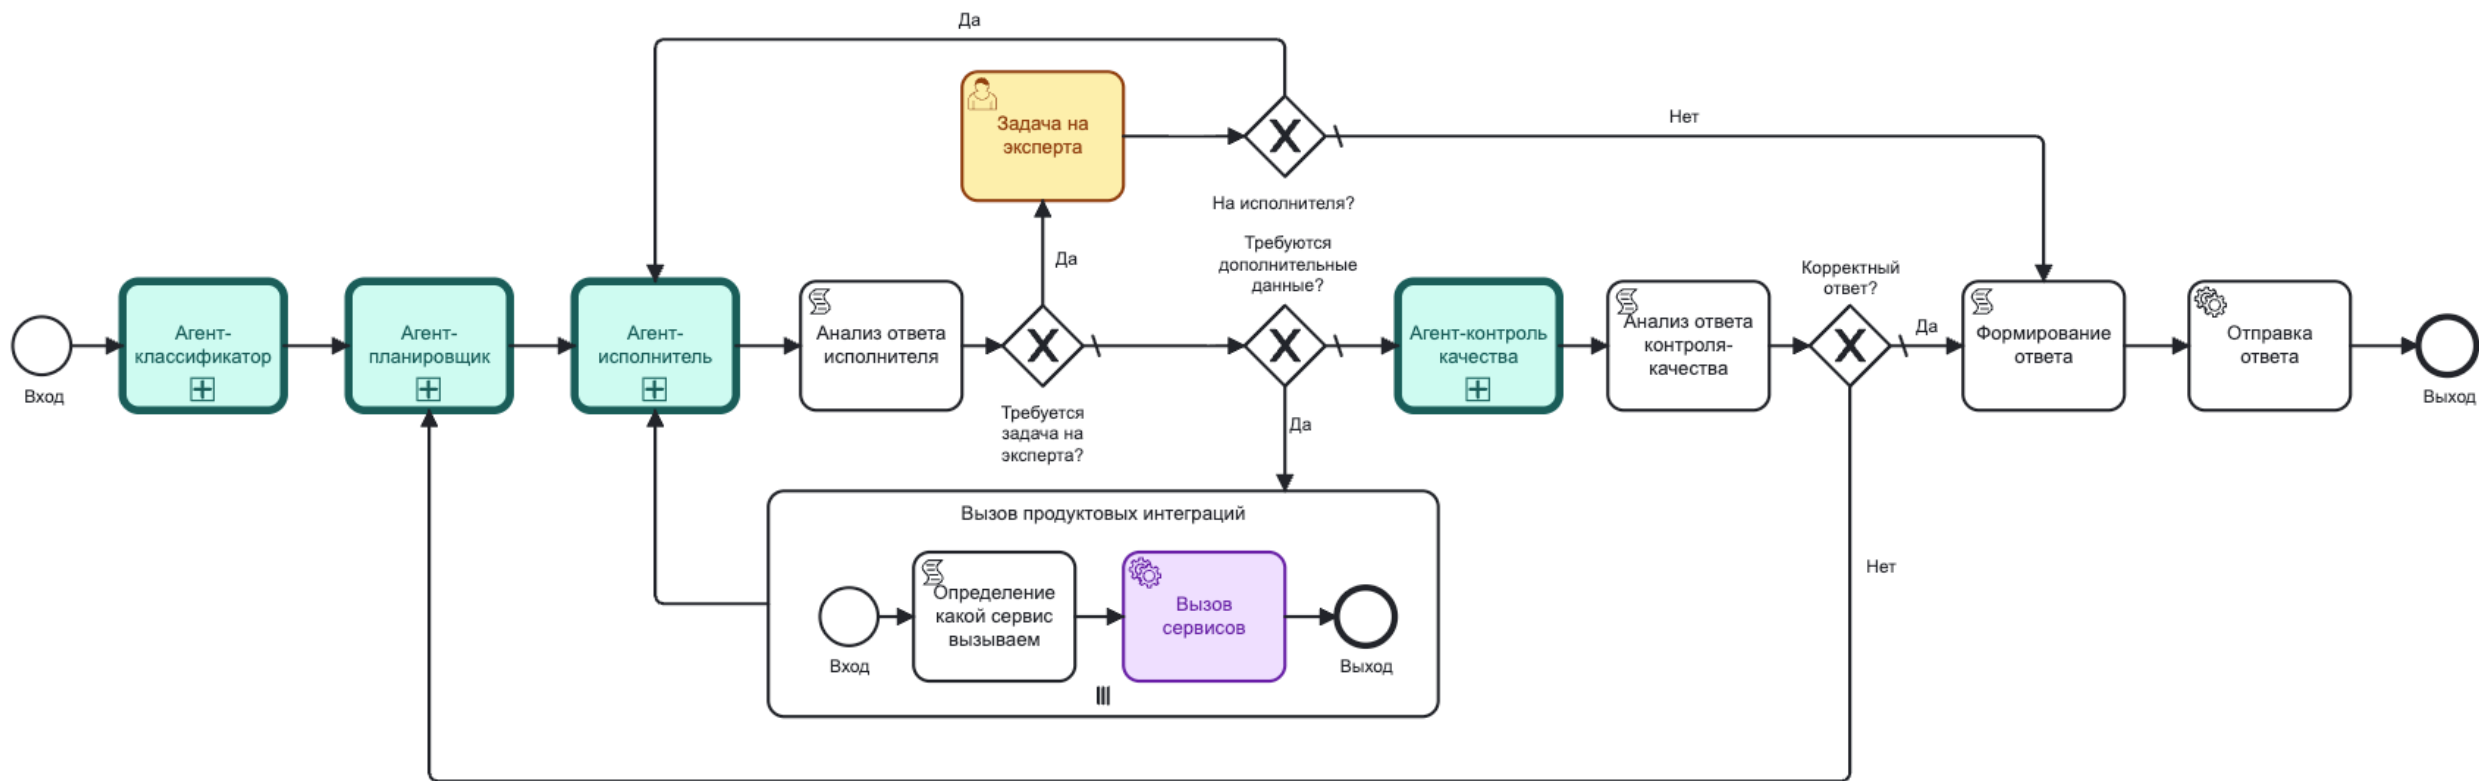 Да
Задача на
эксперта
Нет
На исполнителя?
Требуются
дополнительные
данные?
Да
Корректный
ответ?
Вход
Агент-
классификатор
Агент-
планировщик
Агент-
исполнитель
Анализ ответа
исполнителя
Требуется
задача на
эксперта?
Да
Агент-контроль
качества
Анализ ответа
контроля-
качества
Да
Формирование
ответа
Отправка
ответа
Выход
Вызов продуктовых интеграций
Вход
Определение
какой сервис
вызываем
Вызов
сервисов
Выход
Нет